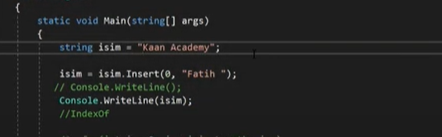 {
static void Main(string[] args)
{
string isim = "Kaan Academy";
isim = isim.Insert(0, "Fatih ");
// Console.WriteLine();
Console.WriteLine(isim);
//IndexOf